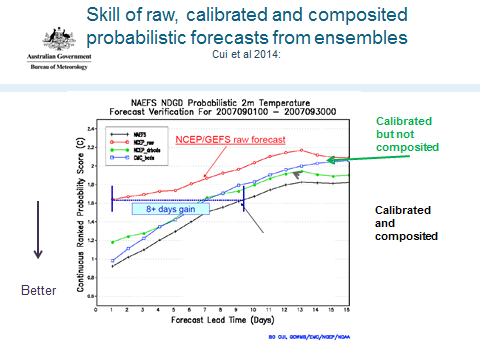 Skill of raw, calibrated and composited
probabilistic forecasts from ensembles
Cui et al 2014:
Australian Government
Bureau of Meteorology
NAEFS NDGD Probabilistic 2m Temperature
Forecast Verification For 2007090100 – 2007093000
NAEFS
NCEP_raw
CMC_bcds
NCEP/GEFS raw forecast
8+ days gain
Continuous Ranked Probability Score (C)
2.4
2.2
2
1.8
1.6
1.4
1.2
1
0.8
0.6
1 2 3 4 5 6 7 8 9 10 11 12 13 14 15
Forecast Lead Time (Days)
BO CUI, GCWMB/EMC/NCEP/NOAA
Better
Calibrated
but not
composited
Calibrated
and
composited